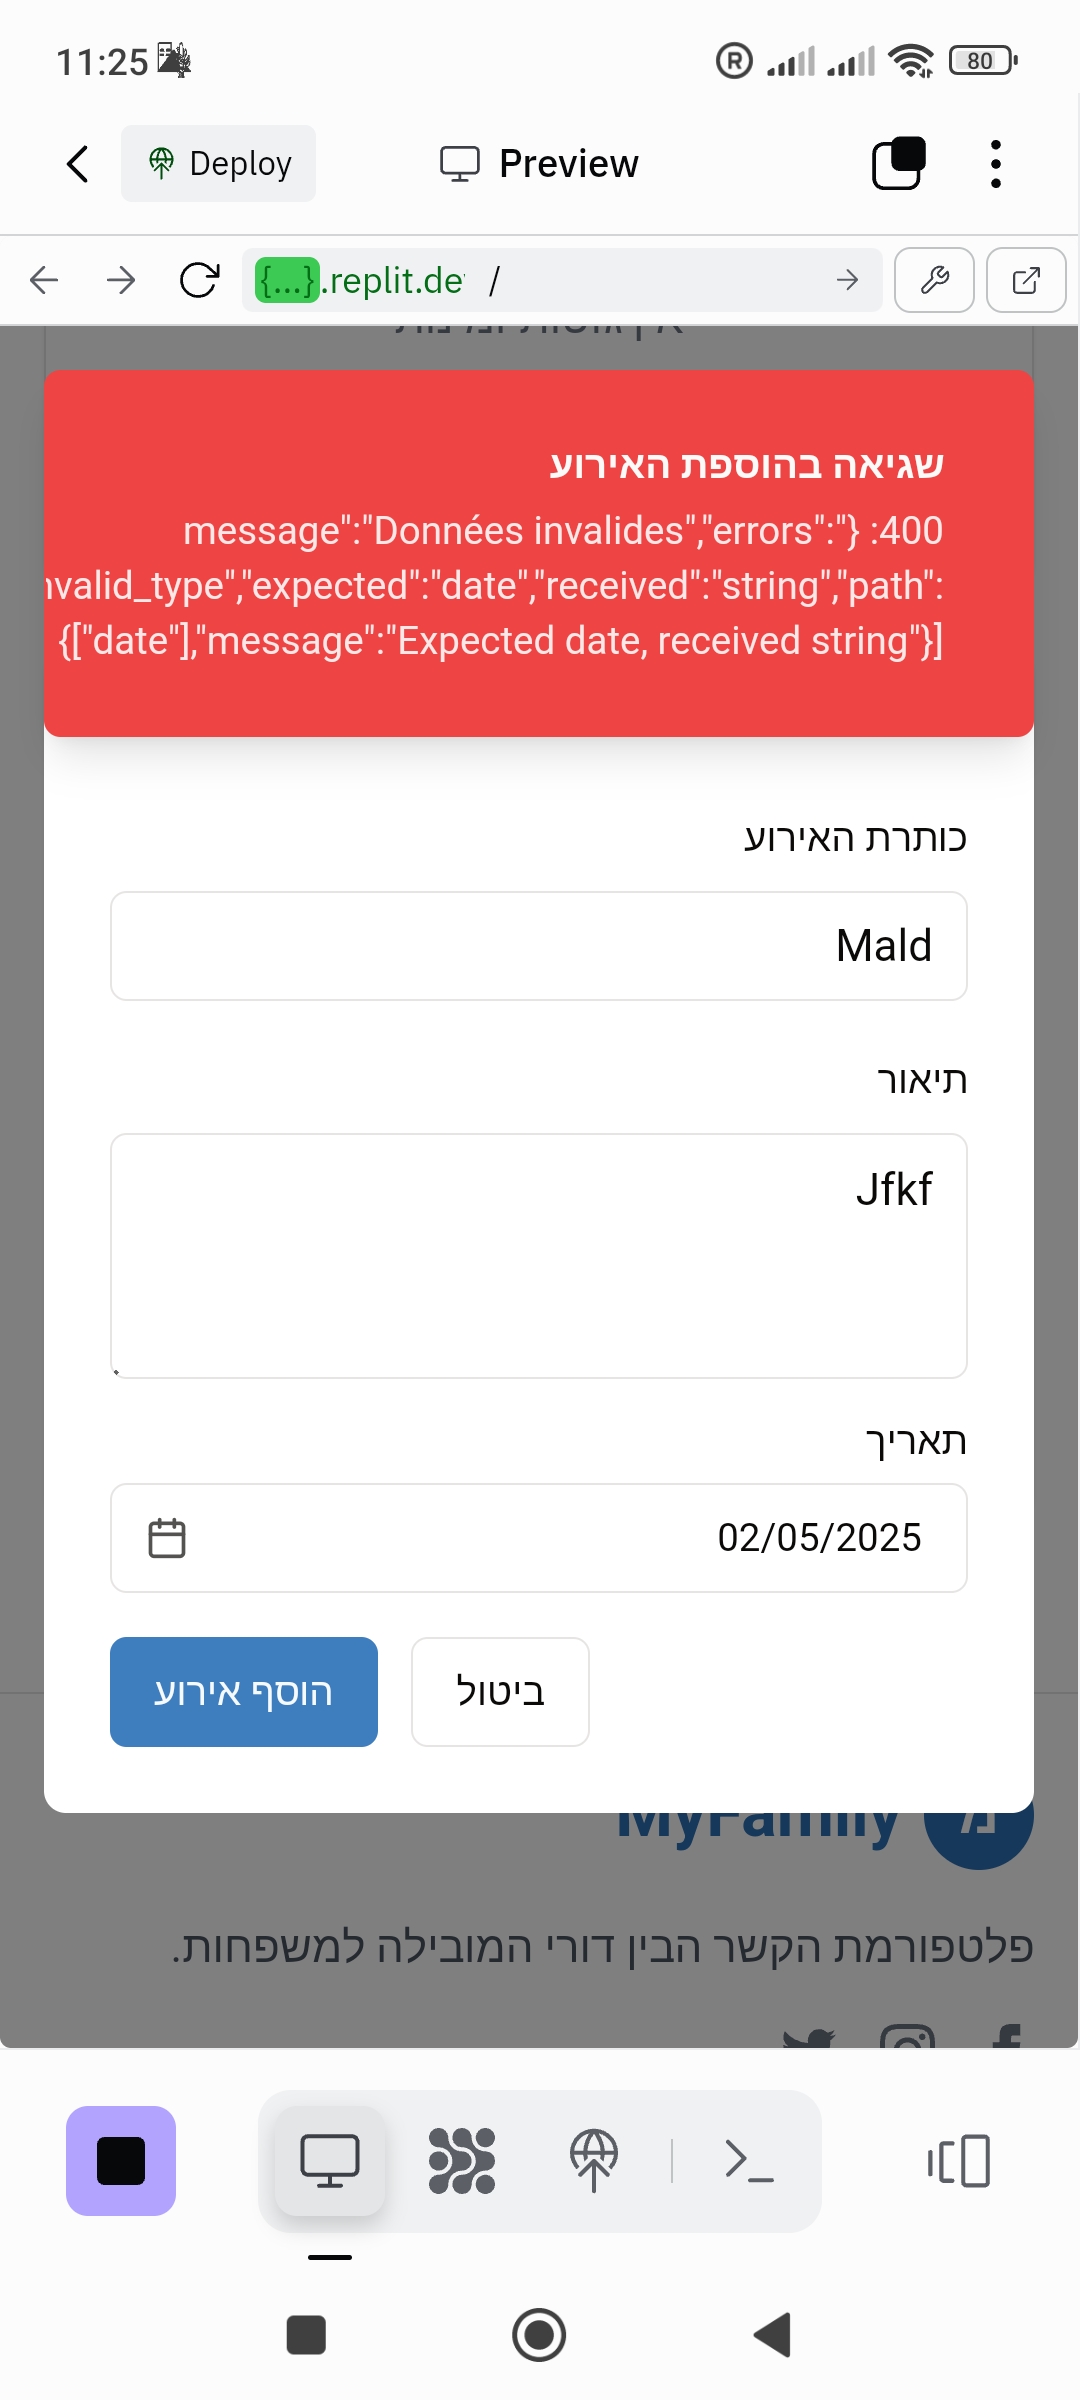 11:25
80
Deploy
Preview
{...}.replit.de /
שגיאה בהוספת האירוע
400: {"message":"Données invalides","errors":
nvalid_type","expected":"date","received":"string","path":
["date"],"message":"Expected date, received string"}]}
כותרת האירוע
Mald
תיאור
Jfkf
תאריך
02/05/2025
ביטול
הוסף אירוע
MyFamily
מ
פלטפורמת הקשר הבין דורי המובילה למשפחות.